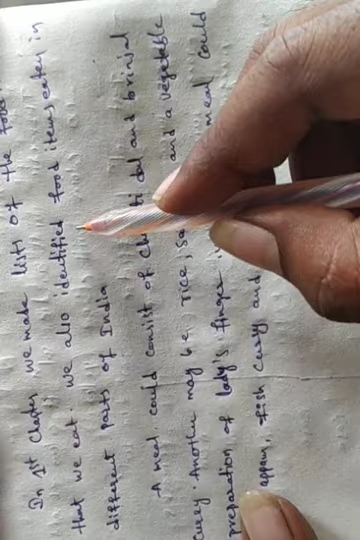 In 1st Chapter we made lists of the food
that we eat. we also identified food items eaten in
different parts of India
A meal could consist of dal and brinjal
Curry. Another may be rice, and a vegetable
preparation of lady's finger. meal could
appam, fish curry and